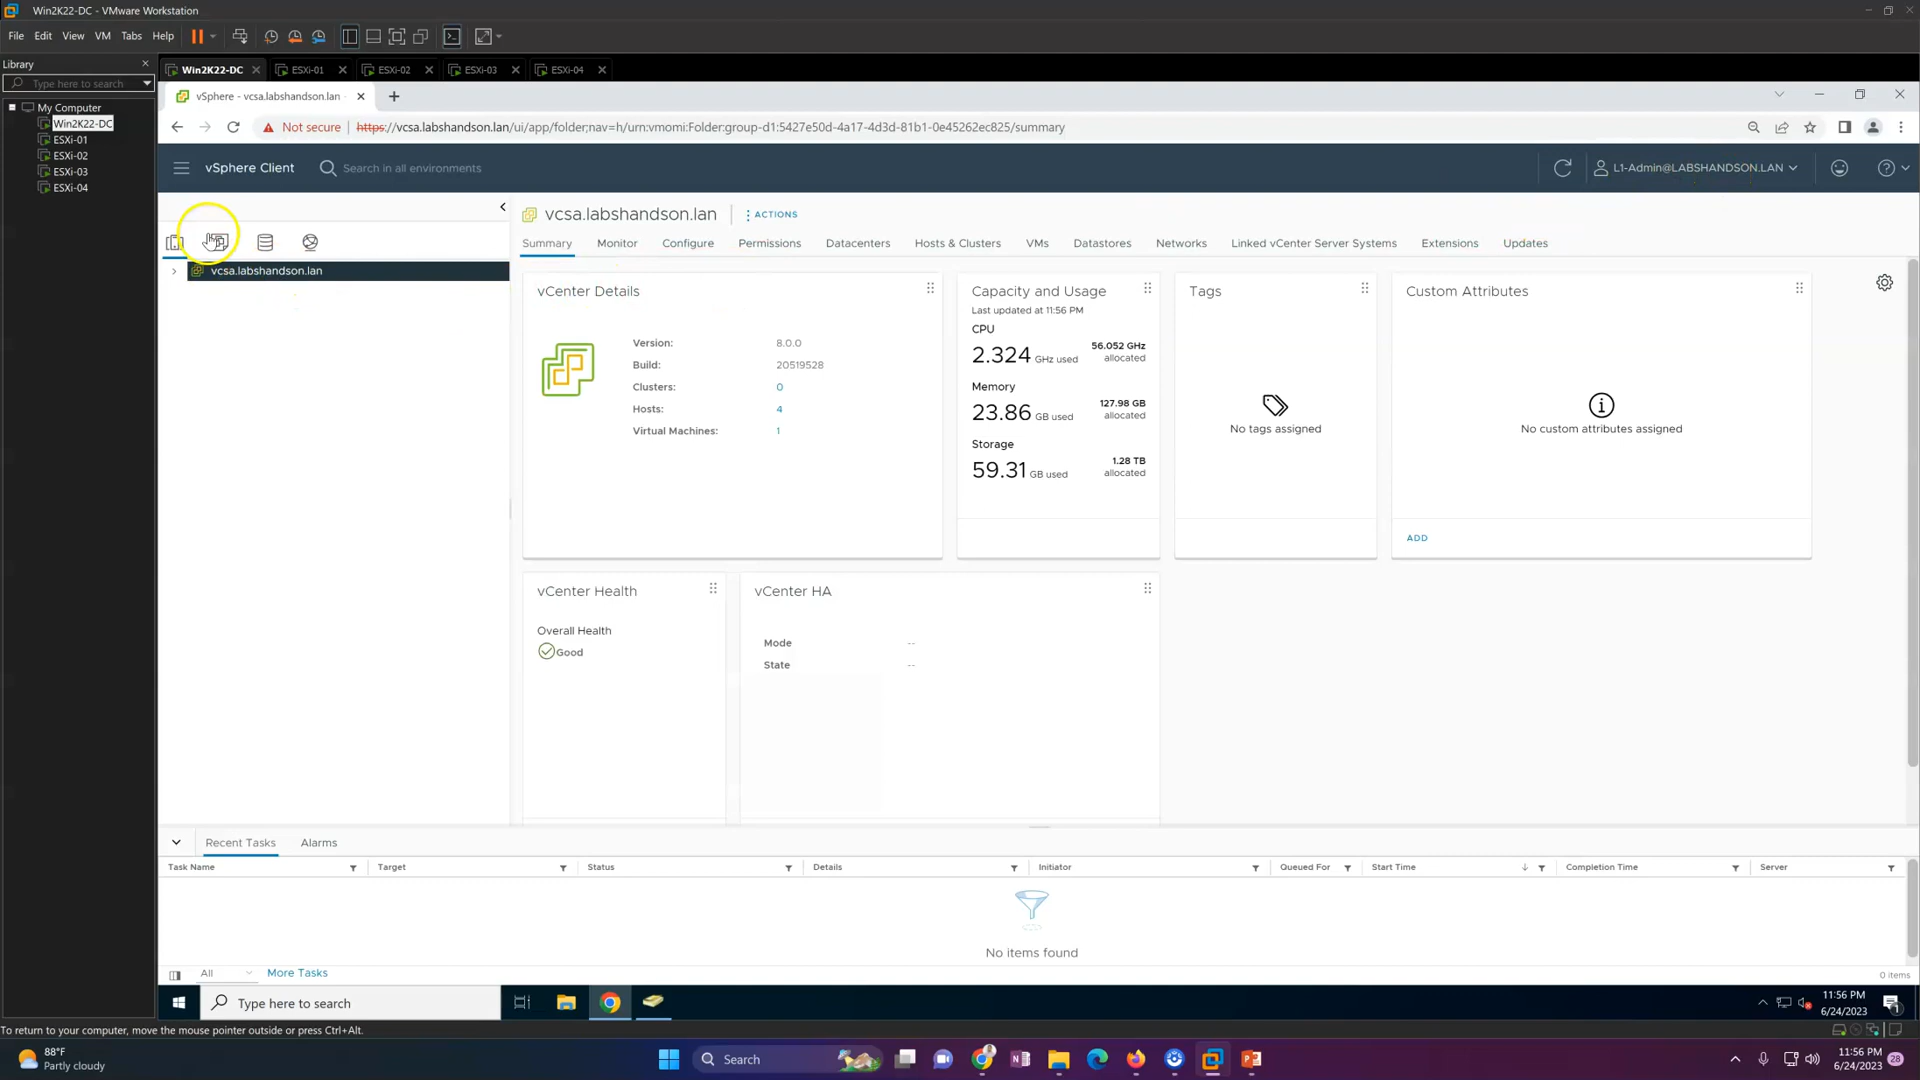 Win2K22-DC - VMware Workstation
File Edit View VM Tabs Help
Library
Type here to search
My Computer
Win2K22-DC
ESXi-01
ESXi-02
ESXi-03
ESXi-04
Win2K22-DC ESXi-01 ESXi-02 ESXi-03 ESXi-04
vSphere - vcsa.labshandson.lan -
Not secure https://vcsa.labshandson.lan/ui/app/folder;nav=h/urn:vmomi:Folder:group-d1:5427e50d-4a17-4d3d-81b1-0e45262ec825/summary
vSphere Client Search in all environments L1-Admin@LABSHANDSON.LAN
vcsa.labshandson.lan
vcsa.labshandson.lan ACTIONS
Summary Monitor Configure Permissions Datacenters Hosts & Clusters VMs Datastores Networks Linked vCenter Server Systems Extensions Updates
vCenter Details
Version: 8.0.0
Build: 20519528
Clusters: 0
Hosts: 4
Virtual Machines: 1
Capacity and Usage
Last updated at 11:56 PM
CPU
2.324 GHz used 56.052 GHz allocated
Memory
23.86 GB used 127.98 GB allocated
Storage
59.31 GB used 1.28 TB allocated
Tags
No tags assigned
Custom Attributes
No custom attributes assigned
ADD
vCenter Health
Overall Health
Good
vCenter HA
Mode --
State --
Recent Tasks Alarms
Task Name Target Status Details Initiator Queued For Start Time Completion Time Server
No items found
All More Tasks 0 items
Type here to search
11:56 PM
6/24/2023
1
To return to your computer, move the mouse pointer outside or press Ctrl+Alt.
88°F
Partly cloudy
Search
11:56 PM
6/24/2023
28